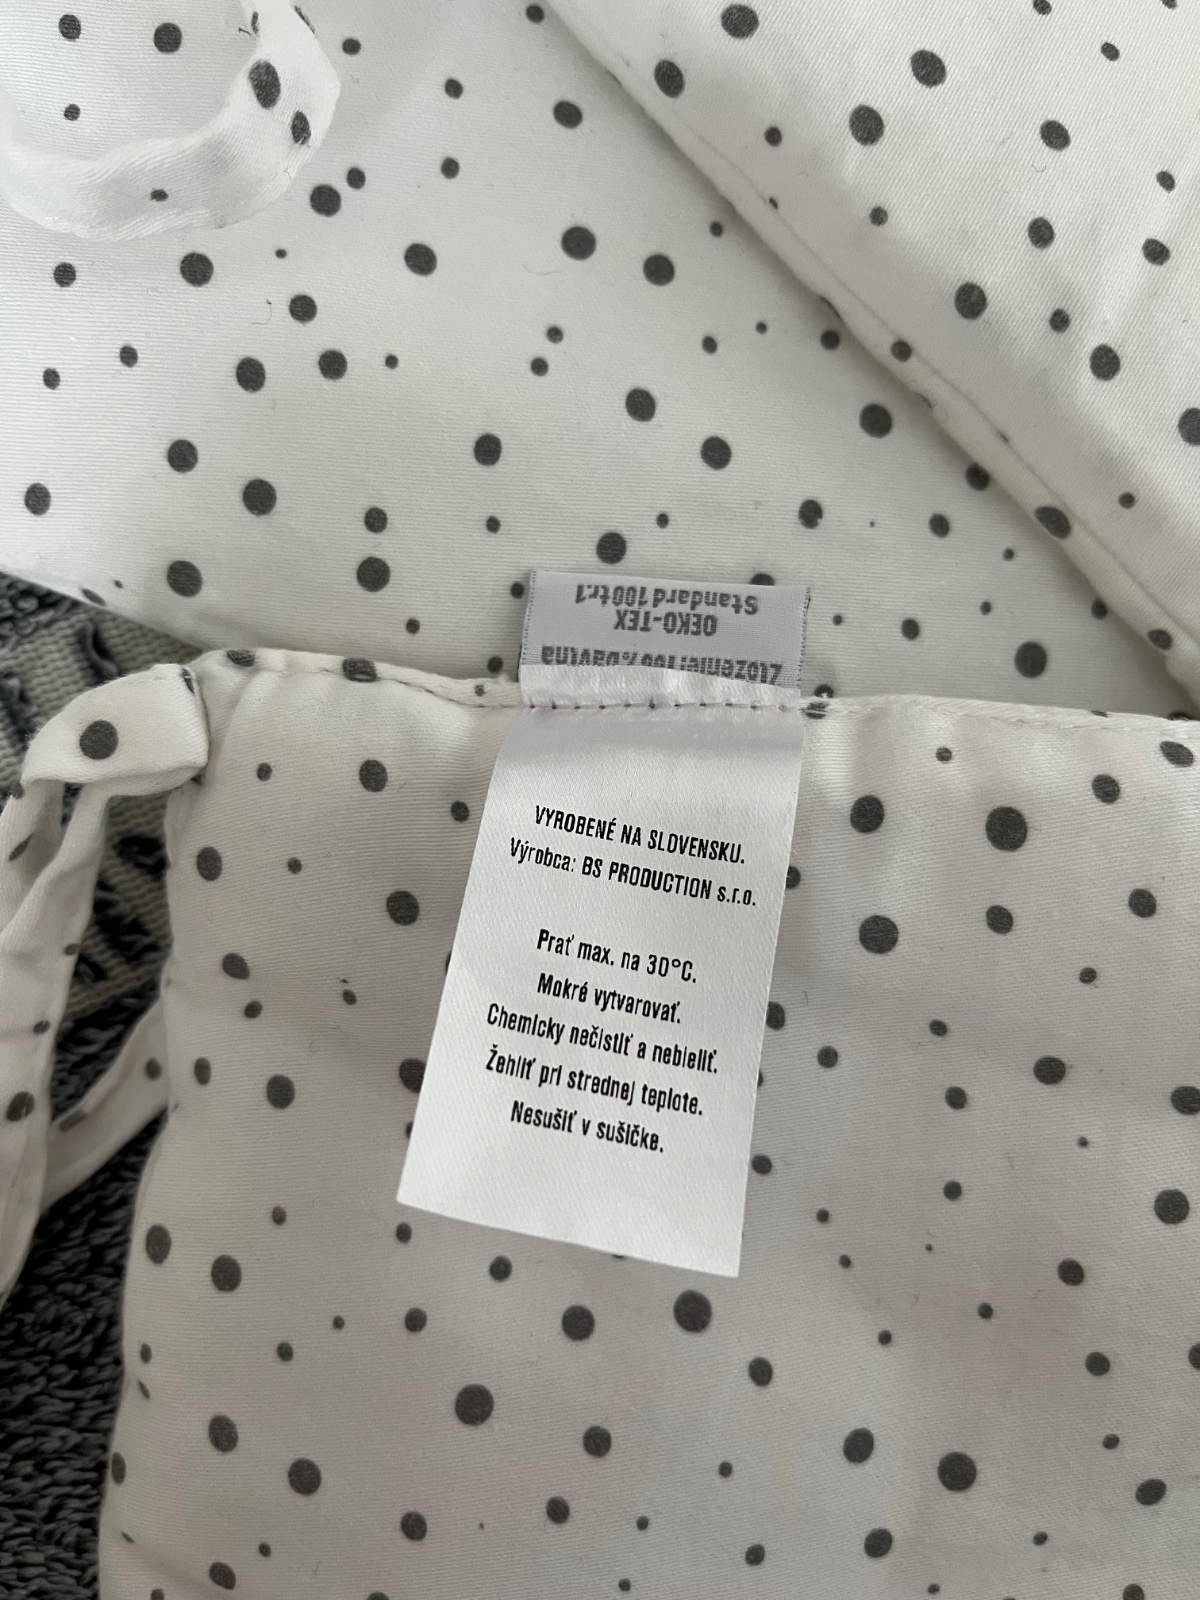 Zloženie: 100% bavlna
OEKO-TEX
Standard 100 tr.1
VYROBENÉ NA SLOVENSKU.
Výrobca: BS PRODUCTION s.r.o.
Prať max. na 30°C.
Mokré vytvarovať.
Chemicky nečistiť a nebieliť.
Žehliť pri strednej teplote.
Nesušiť v sušičke.